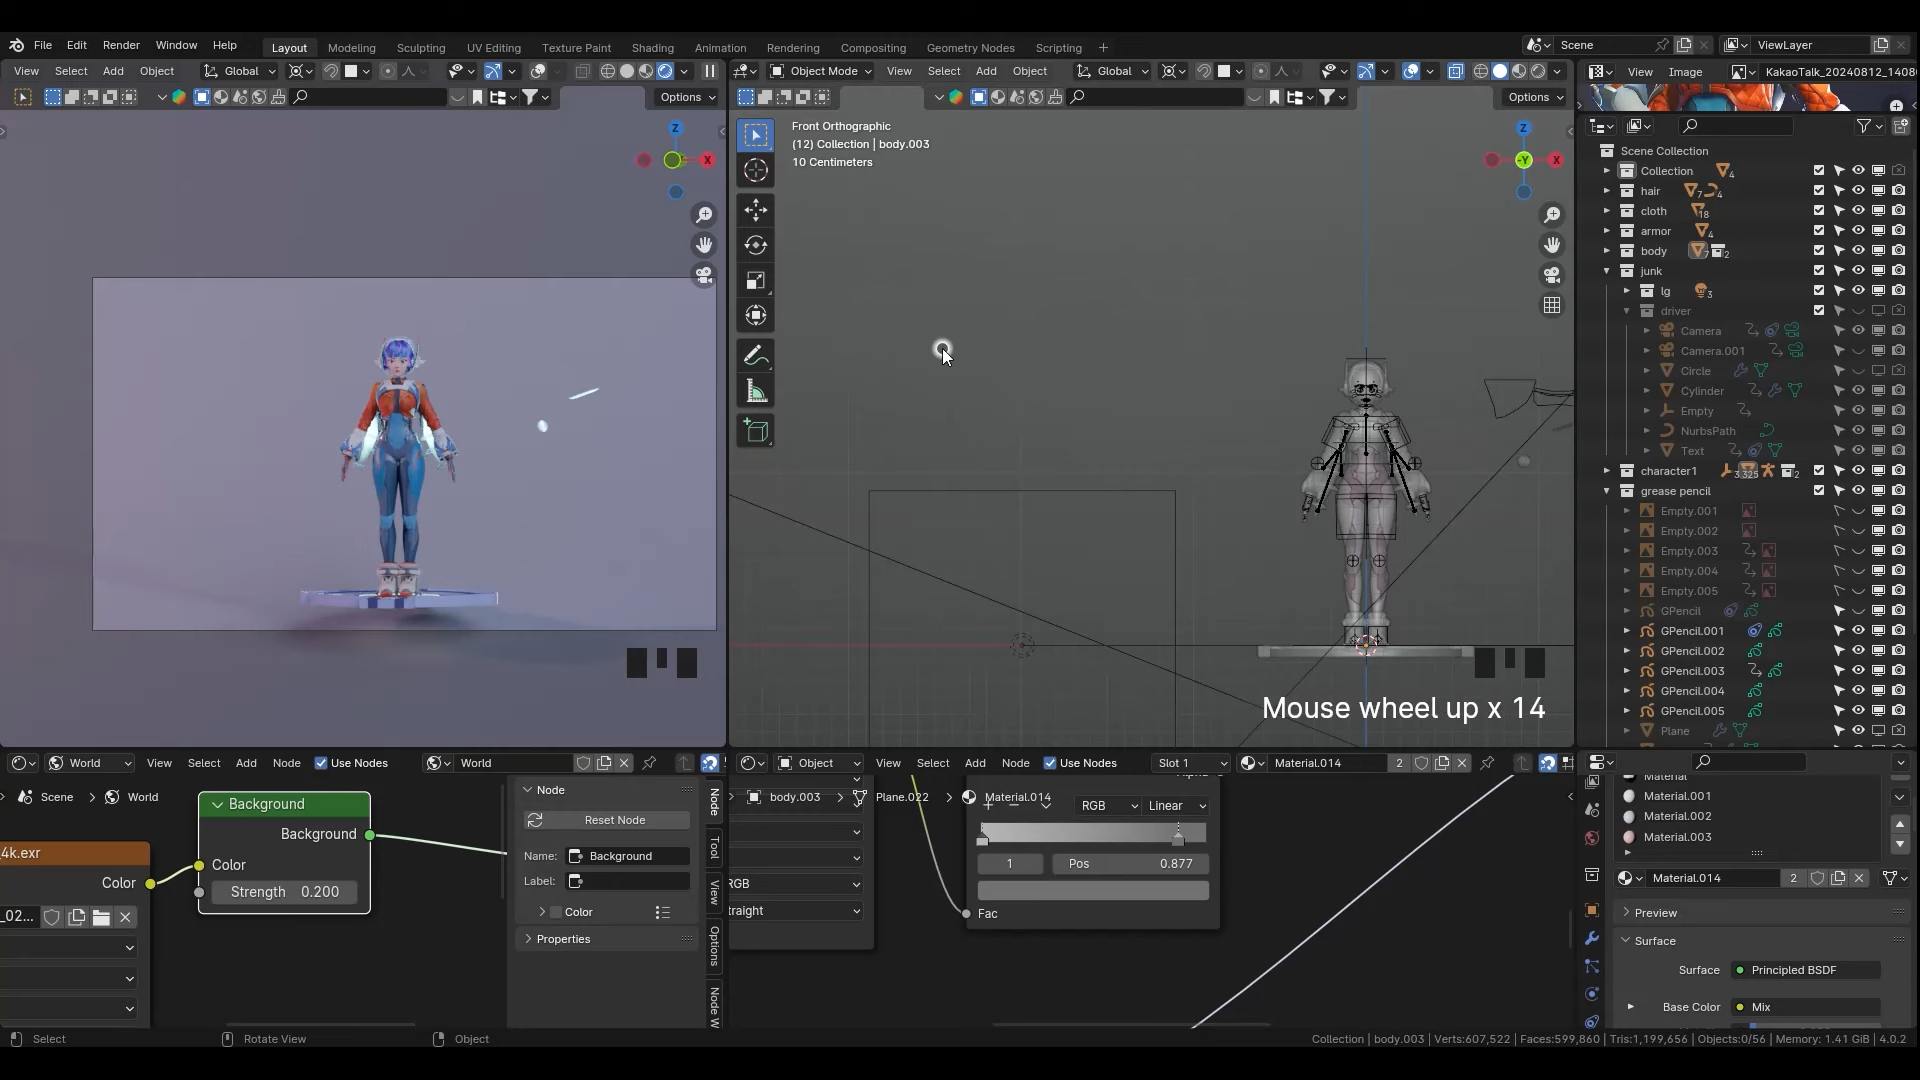 File Edit Render Window Help Layout Modeling Sculpting UV Editing Texture Paint Shading Animation Rendering Compositing Geometry Nodes Scripting + Scene ViewLayer
View Select Add Object Global
Object Mode View Select Add Object Global
View Image KakaoTalk_20240812_1408
Options
Options
Front Orthographic
(12) Collection | body.003
10 Centimeters
Z
X
Z
-Y
X
Mouse wheel up x 14
Scene Collection
Collection 4
hair 7 4
cloth 18
armor 4
body 7 2
junk
lg 3
driver
Camera
Camera.001
Circle
Cylinder
Empty
NurbsPath
Text
character1 3 325 2
grease pencil
Empty.001
Empty.002
Empty.003
Empty.004
Empty.005
GPencil
GPencil.001
GPencil.002
GPencil.003
GPencil.004
GPencil.005
Plane
World View Select Add Node Use Nodes World
Scene > World
4k.exr
Color
_02...
Background
Background
Color
Strength 0.200
Node
Reset Node
Name: Background
Label:
Color
Properties
Node
Tool
View
Options
Node W
Object View Select Add Node Use Nodes Slot 1 Material.014 2
body.003 > Plane.022 > Material.014
RGB
raight
RGB Linear
1 Pos 0.877
Fac
Material
Material.001
Material.002
Material.003
Material.014 2
Preview
Surface
Surface Principled BSDF
Base Color Mix
Select Rotate View Object
Collection | body.003 | Verts:607,522 | Faces:599,860 | Tris:1,199,656 | Objects:0/56 | Memory: 1.41 GiB | 4.0.2